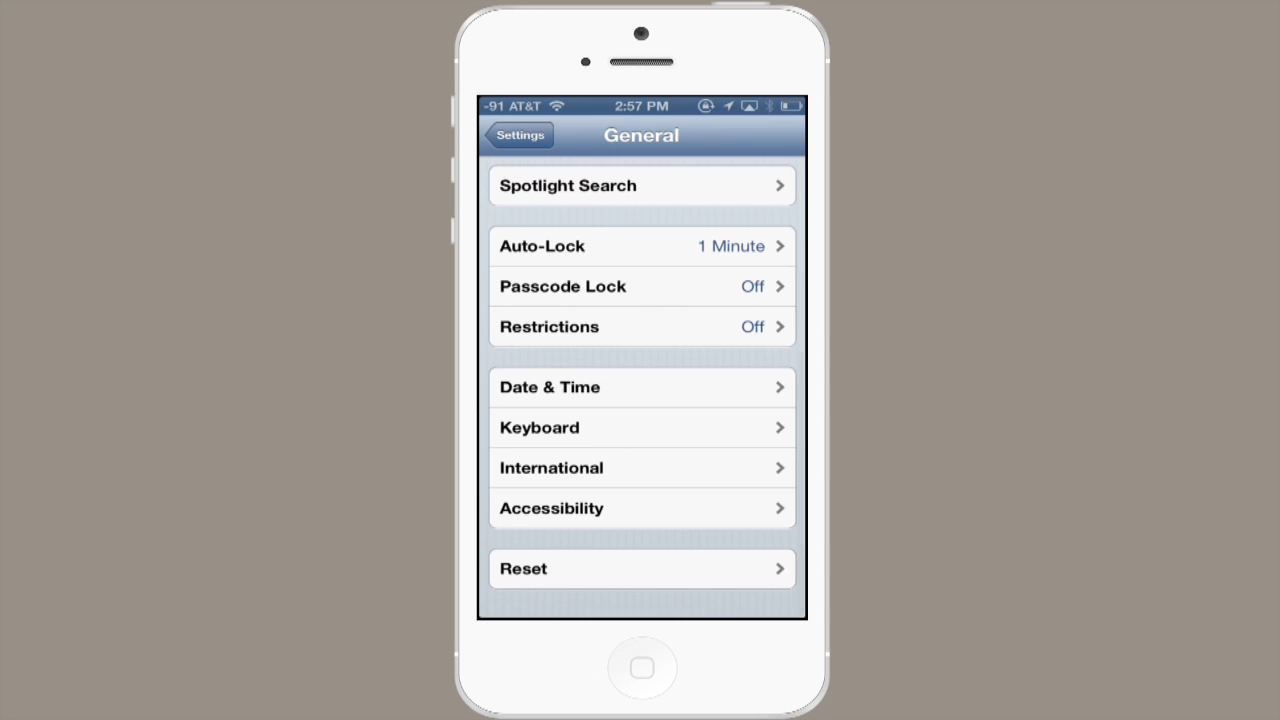 -91 AT&T 2:57 PM
Settings General
Spotlight Search
Auto-Lock 1 Minute
Passcode Lock Off
Restrictions Off
Date & Time
Keyboard
International
Accessibility
Reset